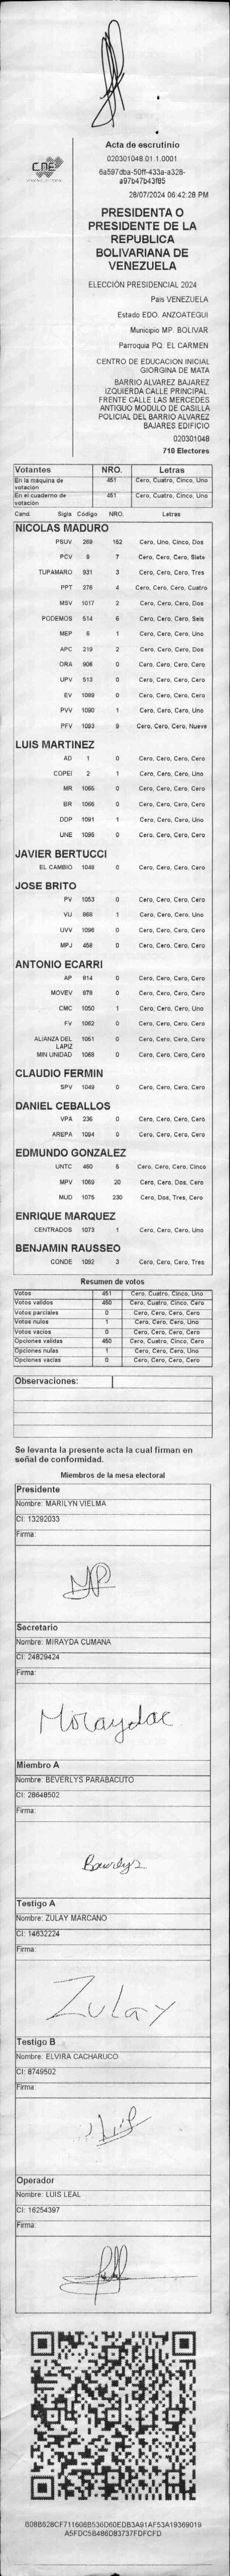 CNE
Acta de escrutinio
020301048.01.1.0001
6a597dba-50ff-433a-a328-
a97b47b43f85
28/07/2024 06:42:28 PM
PRESIDENTA O
PRESIDENTE DE LA
REPUBLICA
BOLIVARIANA DE
VENEZUELA
ELECCIÓN PRESIDENCIAL 2024
Pais VENEZUELA
Estado EDO. ANZOATEGUI
Municipio MP. BOLIVAR
Parroquia PQ. EL CARMEN
CENTRO DE EDUCACION INICIAL
GIORGINA DE MATA
BARRIO ALVAREZ BAJAREZ
IZQUIERDA CALLE PRINCIPAL
FRENTE CALLE LAS MERCEDES
ANTIGUO MODULO DE CASILLA
POLICIAL DEL BARRIO ALVAREZ
BAJARES EDIFICIO
020301048
710 Electores
Votantes NRO. Letras
En la máquina de votación 451 Cero, Cuatro, Cinco, Uno
En el cuaderno de votación 451 Cero, Cuatro, Cinco, Uno
Cand. Sigla Código NRO. Letras
NICOLAS MADURO
PSUV 269 152 Cero, Uno, Cinco, Dos
PCV 9 7 Cero, Cero, Cero, Siete
TUPAMARO 931 3 Cero, Cero, Cero, Tres
PPT 276 4 Cero, Cero, Cero, Cuatro
MSV 1017 2 Cero, Cero, Cero, Dos
PODEMOS 514 6 Cero, Cero, Cero, Seis
MEP 6 1 Cero, Cero, Cero, Uno
APC 219 2 Cero, Cero, Cero, Dos
ORA 906 0 Cero, Cero, Cero, Cero
UPV 513 0 Cero, Cero, Cero, Cero
EV 1089 0 Cero, Cero, Cero, Cero
PVV 1090 1 Cero, Cero, Cero, Uno
PFV 1093 9 Cero, Cero, Cero, Nueve
LUIS MARTINEZ
AD 1 0 Cero, Cero, Cero, Cero
COPEI 2 1 Cero, Cero, Cero, Uno
MR 1065 0 Cero, Cero, Cero, Cero
BR 1066 0 Cero, Cero, Cero, Cero
DDP 1091 1 Cero, Cero, Cero, Uno
UNE 1095 0 Cero, Cero, Cero, Cero
JAVIER BERTUCCI
EL CAMBIO 1048 0 Cero, Cero, Cero, Cero
JOSE BRITO
PV 1053 0 Cero, Cero, Cero, Cero
VU 868 1 Cero, Cero, Cero, Uno
UVV 1096 0 Cero, Cero, Cero, Cero
MPJ 458 0 Cero, Cero, Cero, Cero
ANTONIO ECARRI
AP 814 0 Cero, Cero, Cero, Cero
MOVEV 878 0 Cero, Cero, Cero, Cero
CMC 1050 1 Cero, Cero, Cero, Uno
FV 1062 0 Cero, Cero, Cero, Cero
ALIANZA DEL LAPIZ 1051 0 Cero, Cero, Cero, Cero
MIN UNIDAD 1068 0 Cero, Cero, Cero, Cero
CLAUDIO FERMIN
SPV 1049 0 Cero, Cero, Cero, Cero
DANIEL CEBALLOS
VPA 236 0 Cero, Cero, Cero, Cero
AREPA 1094 0 Cero, Cero, Cero, Cero
EDMUNDO GONZALEZ
UNTC 460 5 Cero, Cero, Cero, Cinco
MPV 1069 20 Cero, Cero, Dos, Cero
MUD 1075 230 Cero, Dos, Tres, Cero
ENRIQUE MARQUEZ
CENTRADOS 1073 1 Cero, Cero, Cero, Uno
BENJAMIN RAUSSEO
CONDE 1092 3 Cero, Cero, Cero, Tres
Resumen de votos
Votos 451 Cero, Cuatro, Cinco, Uno
Votos validos 450 Cero, Cuatro, Cinco, Cero
Votos parciales 0 Cero, Cero, Cero, Cero
Votos nulos 1 Cero, Cero, Cero, Uno
Votos vacios 0 Cero, Cero, Cero, Cero
Opciones validas 450 Cero, Cuatro, Cinco, Cero
Opciones nulas 1 Cero, Cero, Cero, Uno
Opciones vacías 0 Cero, Cero, Cero, Cero
Observaciones:
Se levanta la presente acta la cual firman en
señal de conformidad.
Miembros de la mesa electoral
Presidente
Nombre: MARILYN VIELMA
CI: 13292033
Firma:
Secretario
Nombre: MIRAYDA CUMANA
CI: 24829424
Firma:
Miraydac
Miembro A
Nombre: BEVERLYS PARABACUTO
CI: 28648502
Firma:
Testigo A
Nombre: ZULAY MARCANO
CI: 14632224
Firma:
Zulay
Testigo B
Nombre: ELVIRA CACHARUCO
CI: 8749502
Firma:
Operador
Nombre: LUIS LEAL
CI: 16254397
Firma:
B08B628CF711606B536D60EDB3A91AF53A19369019
A5FDC5B486D83737FDFCFD